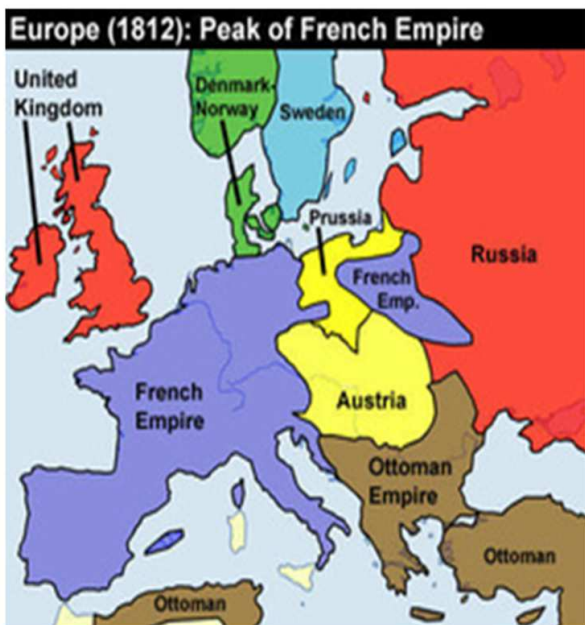 Europe (1812): Peak of French Empire
United
Kingdom
Denmark-
Norway
Sweden
Prussia
Russia
French
Emp.
French
Empire
Austria
Ottoman
Empire
Ottoman
Ottoman